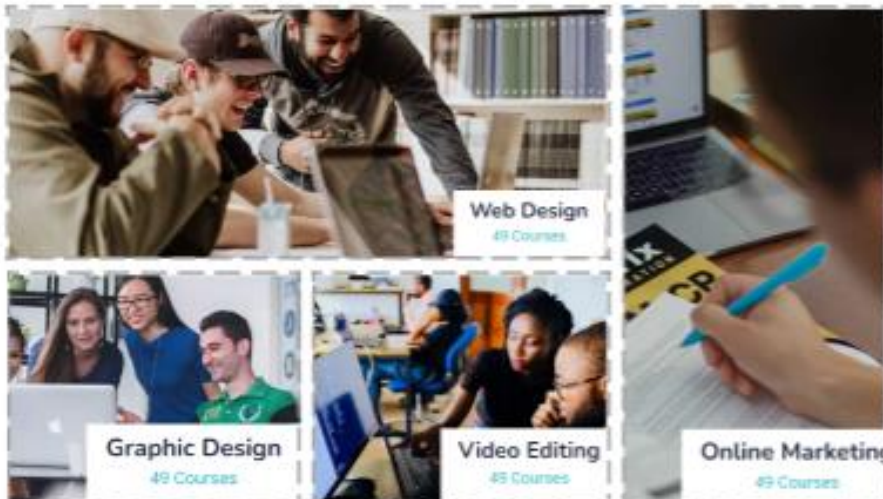 Web Design
49 Courses
Graphic Design
49 Courses
Video Editing
49 Courses
Online Marketing
49 Courses